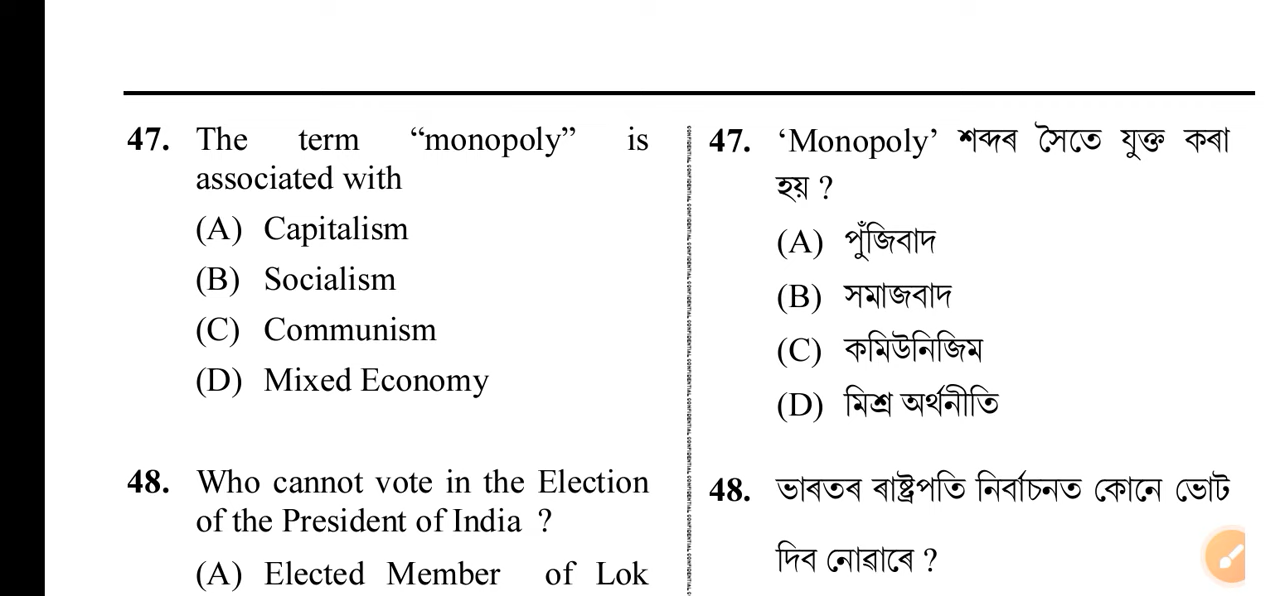 47. The term “monopoly” is
associated with
(A) Capitalism
(B) Socialism
(C) Communism
(D) Mixed Economy
48. Who cannot vote in the Election
of the President of India ?
(A) Elected Member of Lok
47. ‘Monopoly’ শব্দৰ সৈতে যুক্ত কৰা
হয় ?
(A) পুঁজিবাদ
(B) সমাজবাদ
(C) কমিউনিজিম
(D) মিশ্ৰ অৰ্থনীতি
48. ভাৰতৰ ৰাষ্ট্ৰপতি নিৰ্বাচনত কোনে ভোট
দিব নোৱাৰে ?